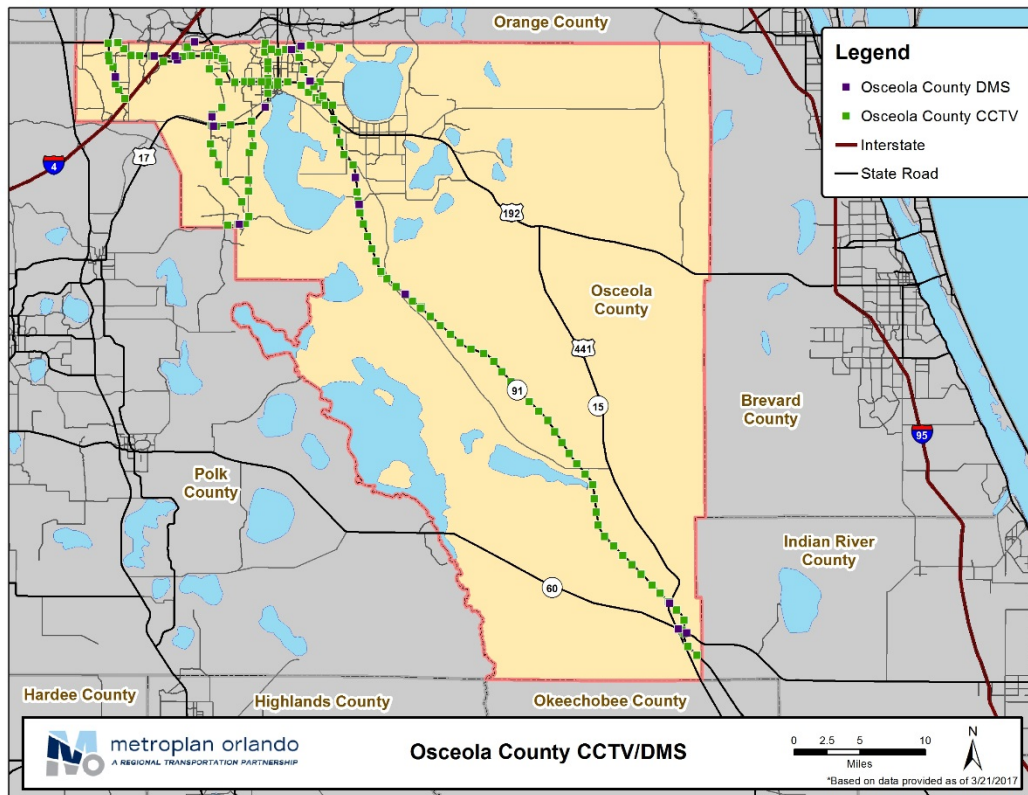 Orange County
Legend
Osceola County DMS
Osceola County CCTV
Interstate
State Road
4
17
192
Osceola
County
441
91
15
Brevard
County
95
Polk
County
Indian River
County
60
Hardee County
Highlands County
Okeechobee County
metroplan orlando
A REGIONAL TRANSPORTATION PARTNERSHIP
Osceola County CCTV/DMS
0 2.5 5 10
Miles
N
*Based on data provided as of 3/21/2017